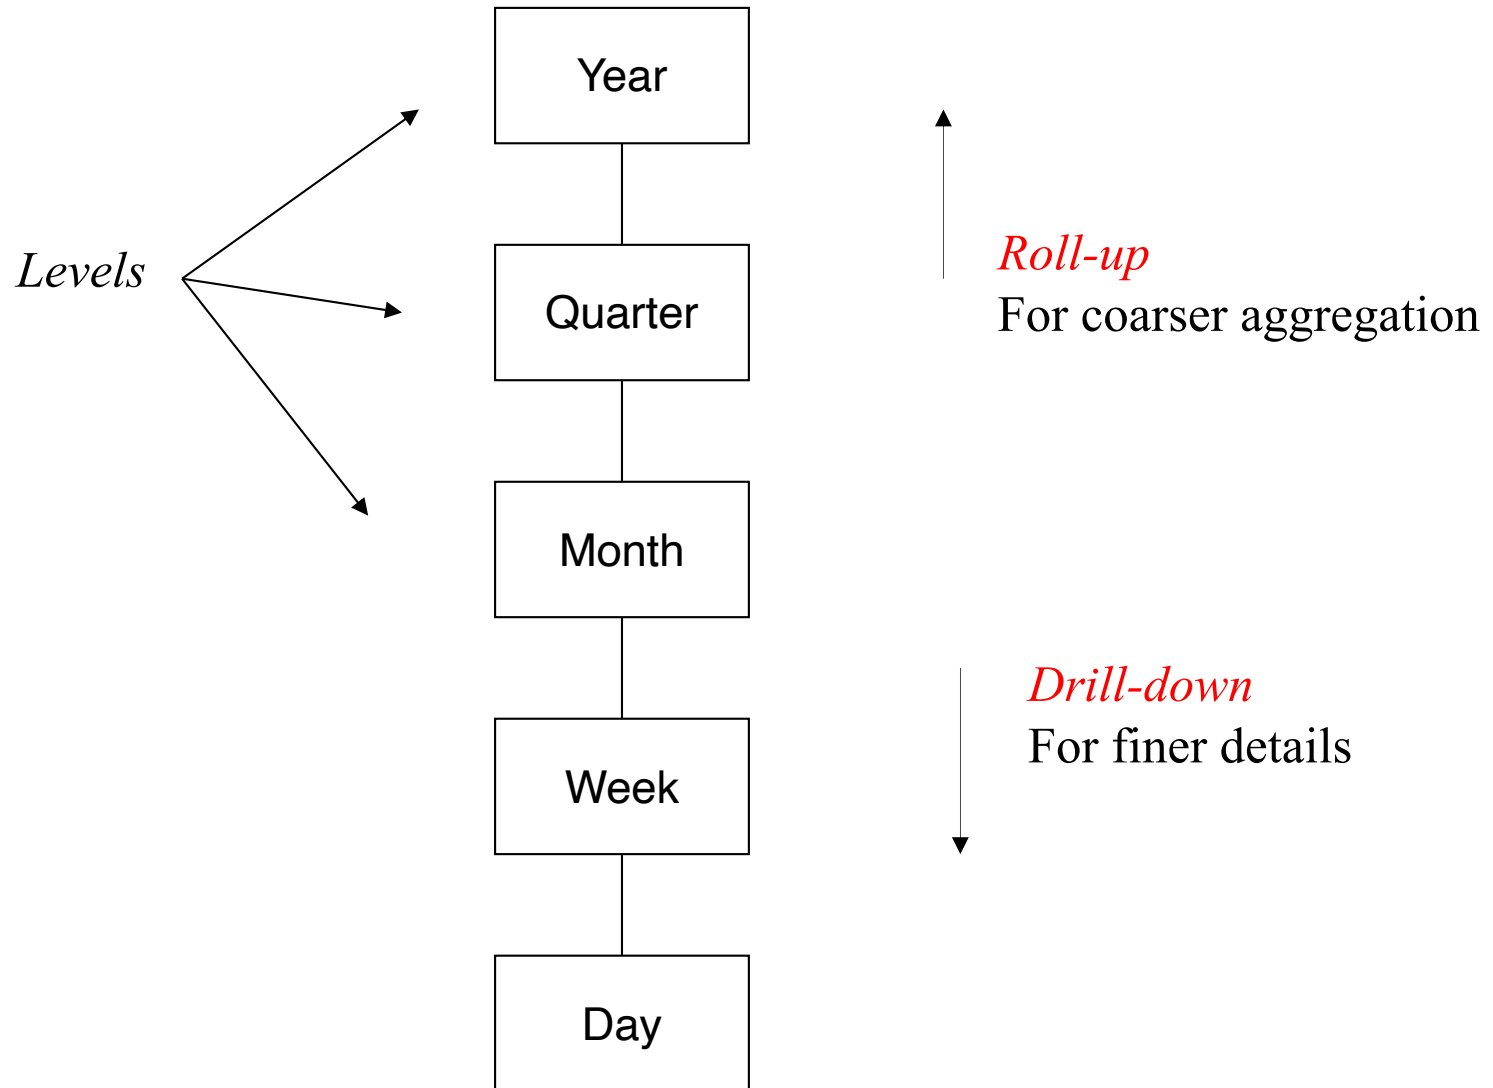 Year
Levels
Quarter
Roll-up
For coarser aggregation
Month
Drill-down
For finer details
Week
Day